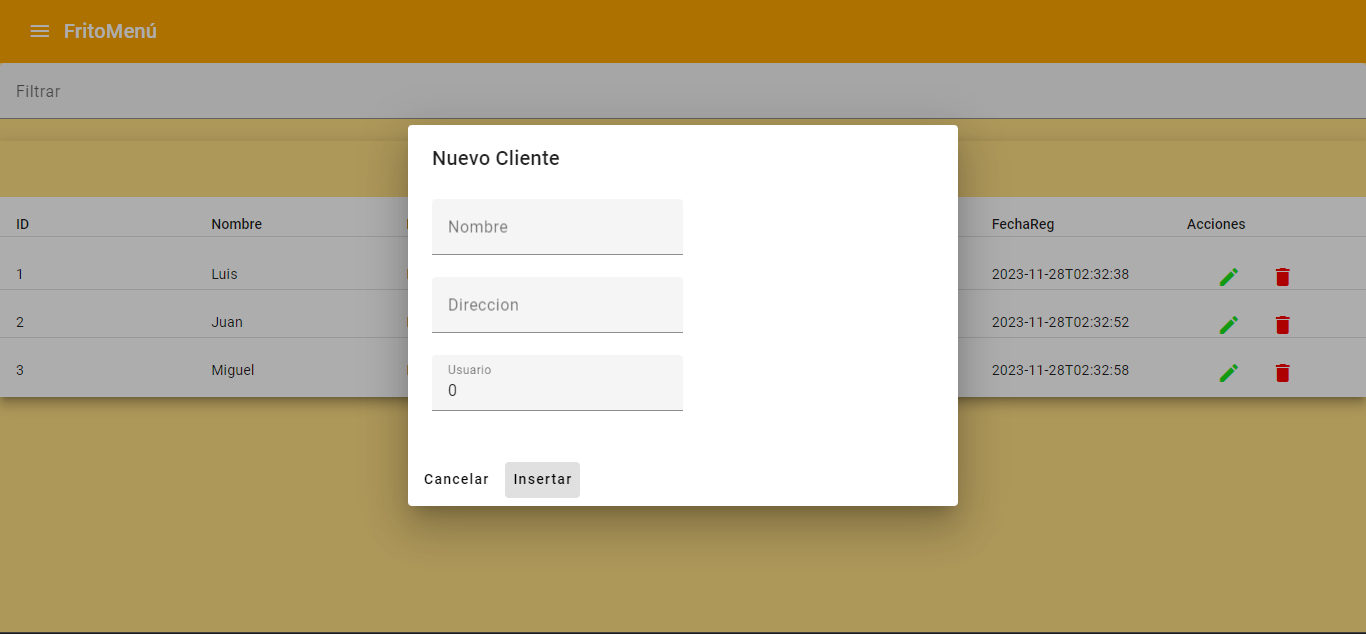 FritoMenú
Filtrar
Nuevo Cliente
Nombre
Direccion
Usuario
0
Cancelar Insertar
ID Nombre FechaReg Acciones
1 Luis 2023-11-28T02:32:38
2 Juan 2023-11-28T02:32:52
3 Miguel 2023-11-28T02:32:58